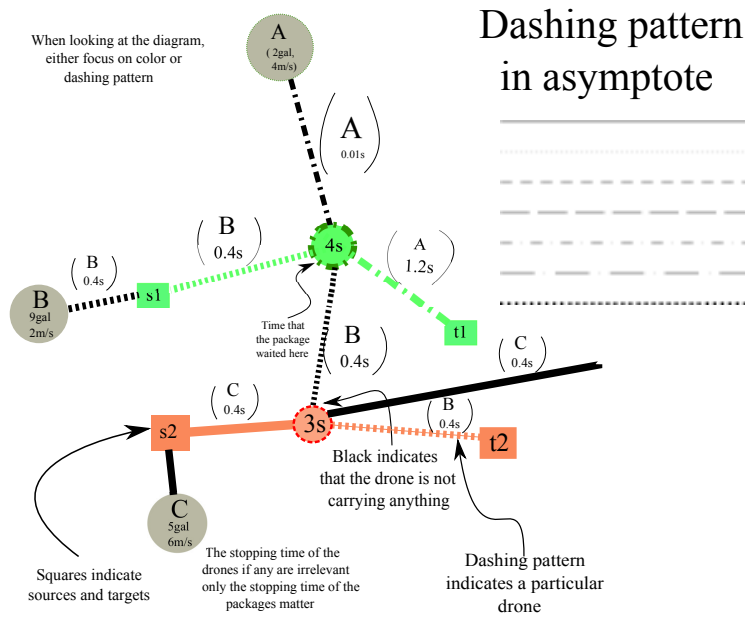 When looking at the diagram,
either focus on color or
dashing pattern
Dashing pattern
in asymptote
A
( 2gal,
4m/s)
A
0.01s
B
0.4s
4s
A
1.2s
B
0.4s
s1
B
9gal
2m/s
Time that
the package
waited here
t1
B
0.4s
C
0.4s
C
0.4s
B
0.4s
s2
3s
t2
Black indicates
that the drone is not
carrying anything
C
5gal
6m/s
Squares indicate
sources and targets
The stopping time of the
drones if any are irrelevant
only the stopping time of the
packages matter
Dashing pattern
indicates a particular
drone